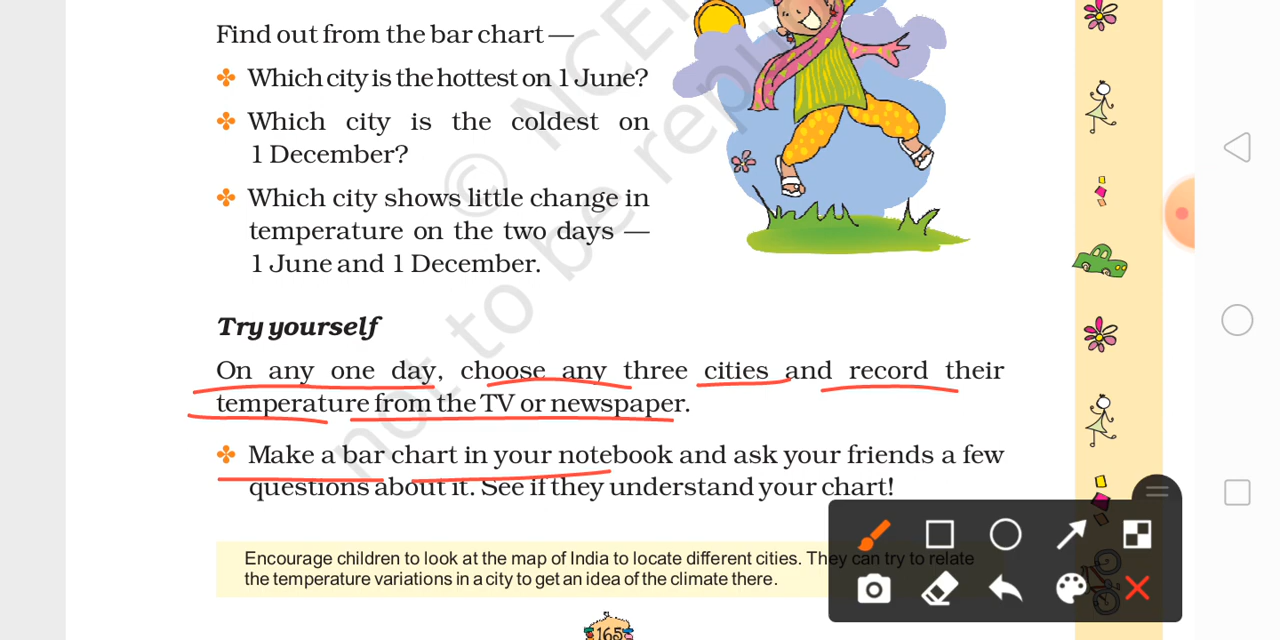 Find out from the bar chart —
Which city is the hottest on 1 June?
Which city is the coldest on
1 December?
Which city shows little change in
temperature on the two days —
1 June and 1 December.
Try yourself
On any one day, choose any three cities and record their
temperature from the TV or newspaper.
Make a bar chart in your notebook and ask your friends a few
questions about it. See if they understand your chart!
Encourage children to look at the map of India to locate different cities. They can try to relate
the temperature variations in a city to get an idea of the climate there.
165